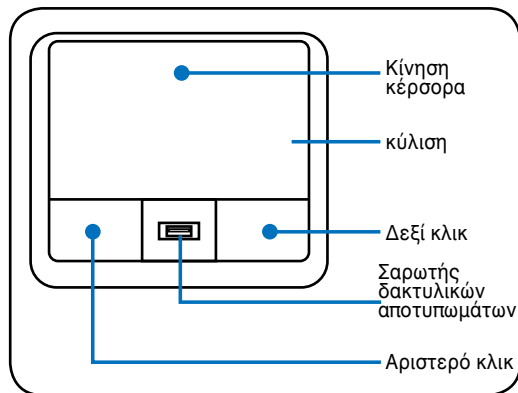 Κίνηση
κέρσορα
κύλιση
Δεξί κλικ
Σαρωτής
δακτυλικών
αποτυπωμάτων
Αριστερό κλικ